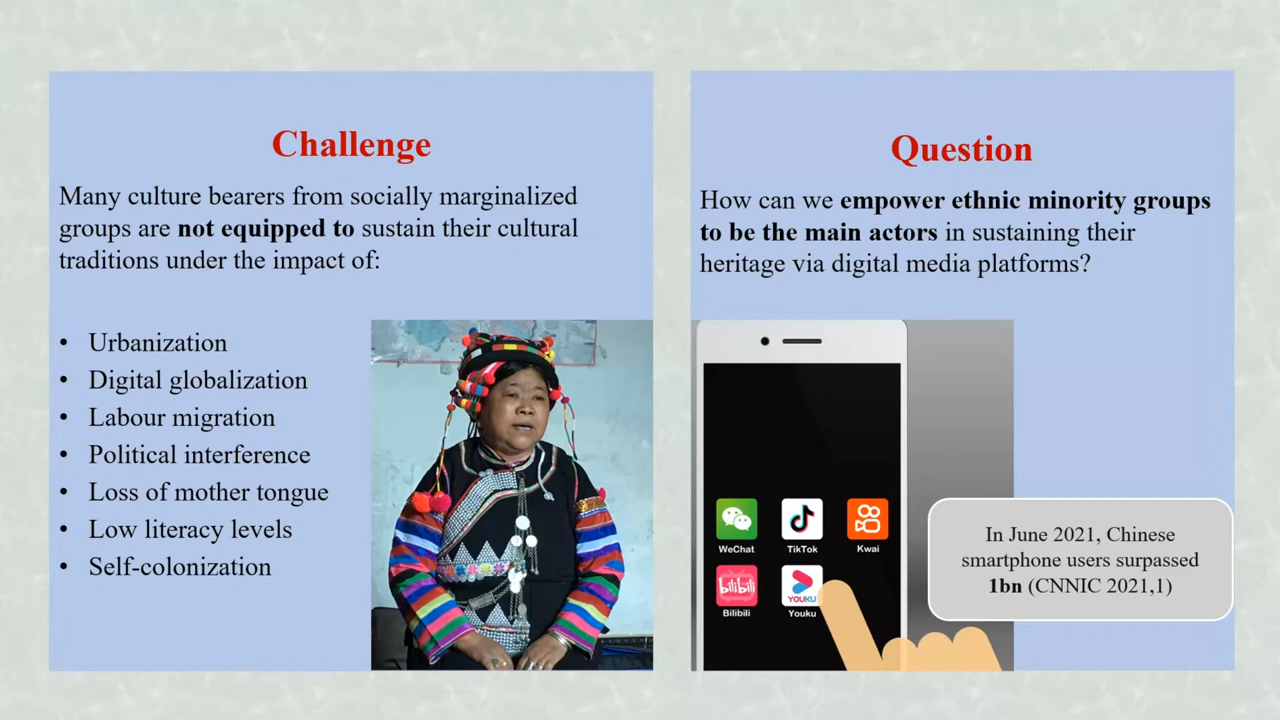 Challenge
Many culture bearers from socially marginalized
groups are not equipped to sustain their cultural
traditions under the impact of:
• Urbanization
• Digital globalization
• Labour migration
• Political interference
• Loss of mother tongue
• Low literacy levels
• Self-colonization
Question
How can we empower ethnic minority groups
to be the main actors in sustaining their
heritage via digital media platforms?
WeChat
TikTok
Kwai
bilibili
YOUKU
Bilibili
Youku
In June 2021, Chinese
smartphone users surpassed
1bn (CNNIC 2021,1)